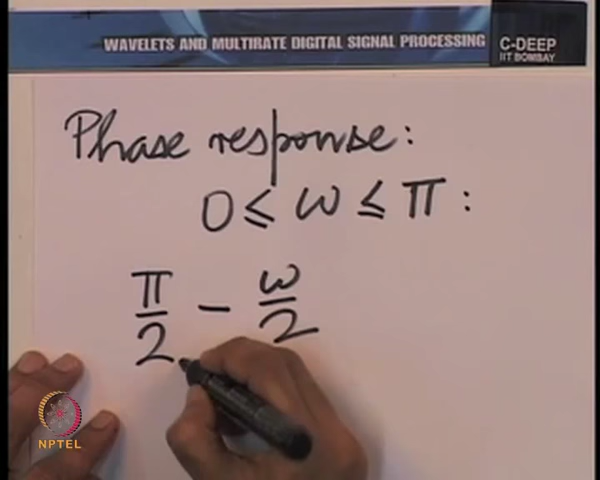 WAVELETS AND MULTIRATE DIGITAL SIGNAL PROCESSING
C-DEEP
IIT BOMBAY
Phase response:
0 ≤ ω ≤ π :
π/2 − ω/2
NPTEL